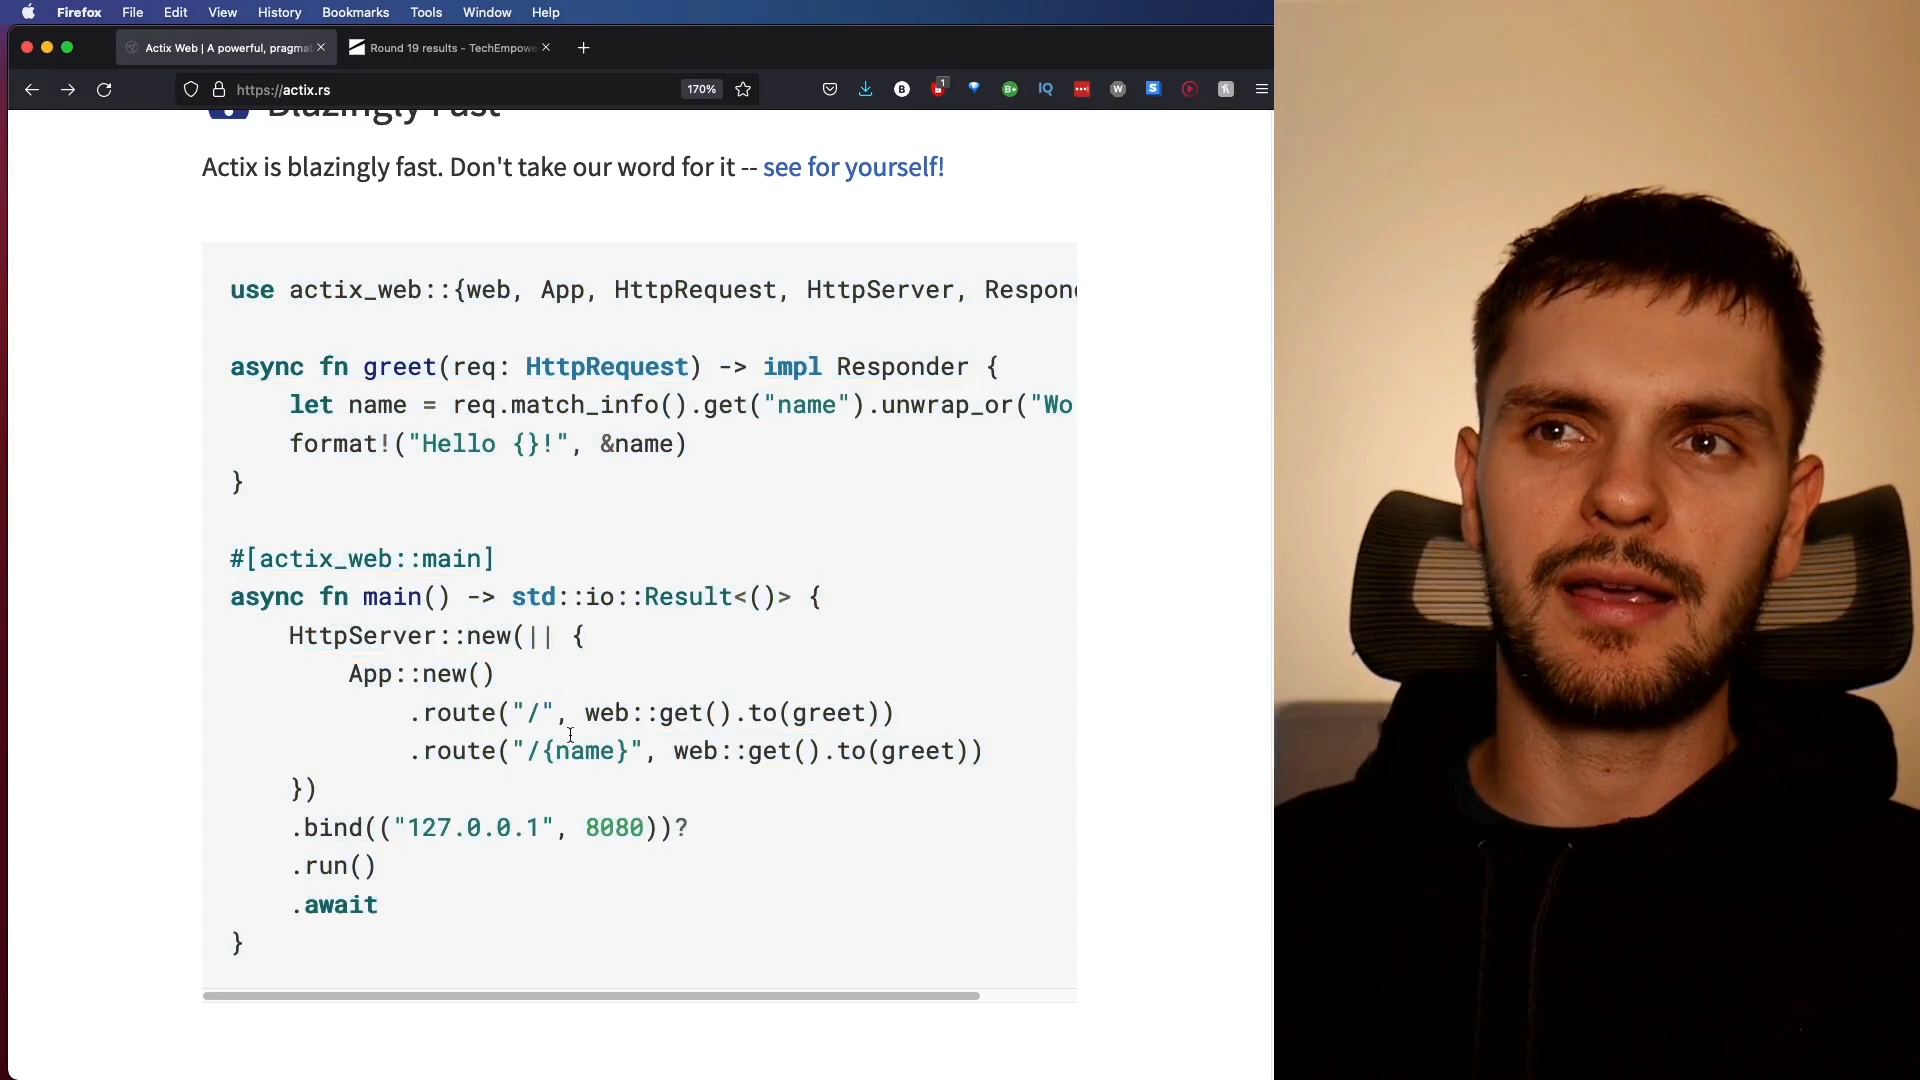 Firefox File Edit View History Bookmarks Tools Window Help
Actix Web | A powerful, pragma Round 19 results - TechEmpow
https://actix.rs 170%
Blazingly Fast
Actix is blazingly fast. Don't take our word for it -- see for yourself!
use actix_web::{web, App, HttpRequest, HttpServer, Respon
async fn greet(req: HttpRequest) -> impl Responder {
let name = req.match_info().get("name").unwrap_or("Wo
format!("Hello {}!", &name)
}
#[actix_web::main]
async fn main() -> std::io::Result<()> {
HttpServer::new(|| {
App::new()
.route("/", web::get().to(greet))
.route("/{name}", web::get().to(greet))
})
.bind(("127.0.0.1", 8080))?
.run()
.await
}